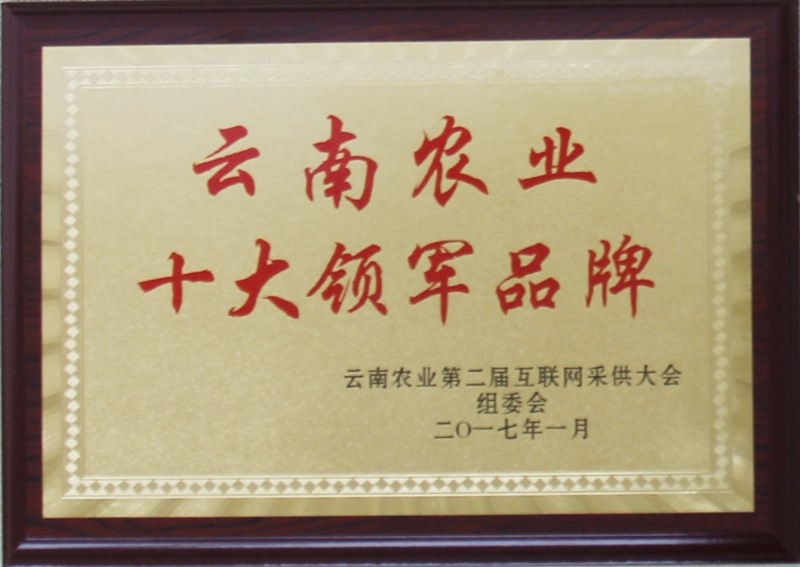 云南农业
十大领军品牌
云南农业第二届互联网采供大会
组委会
二〇一七年一月